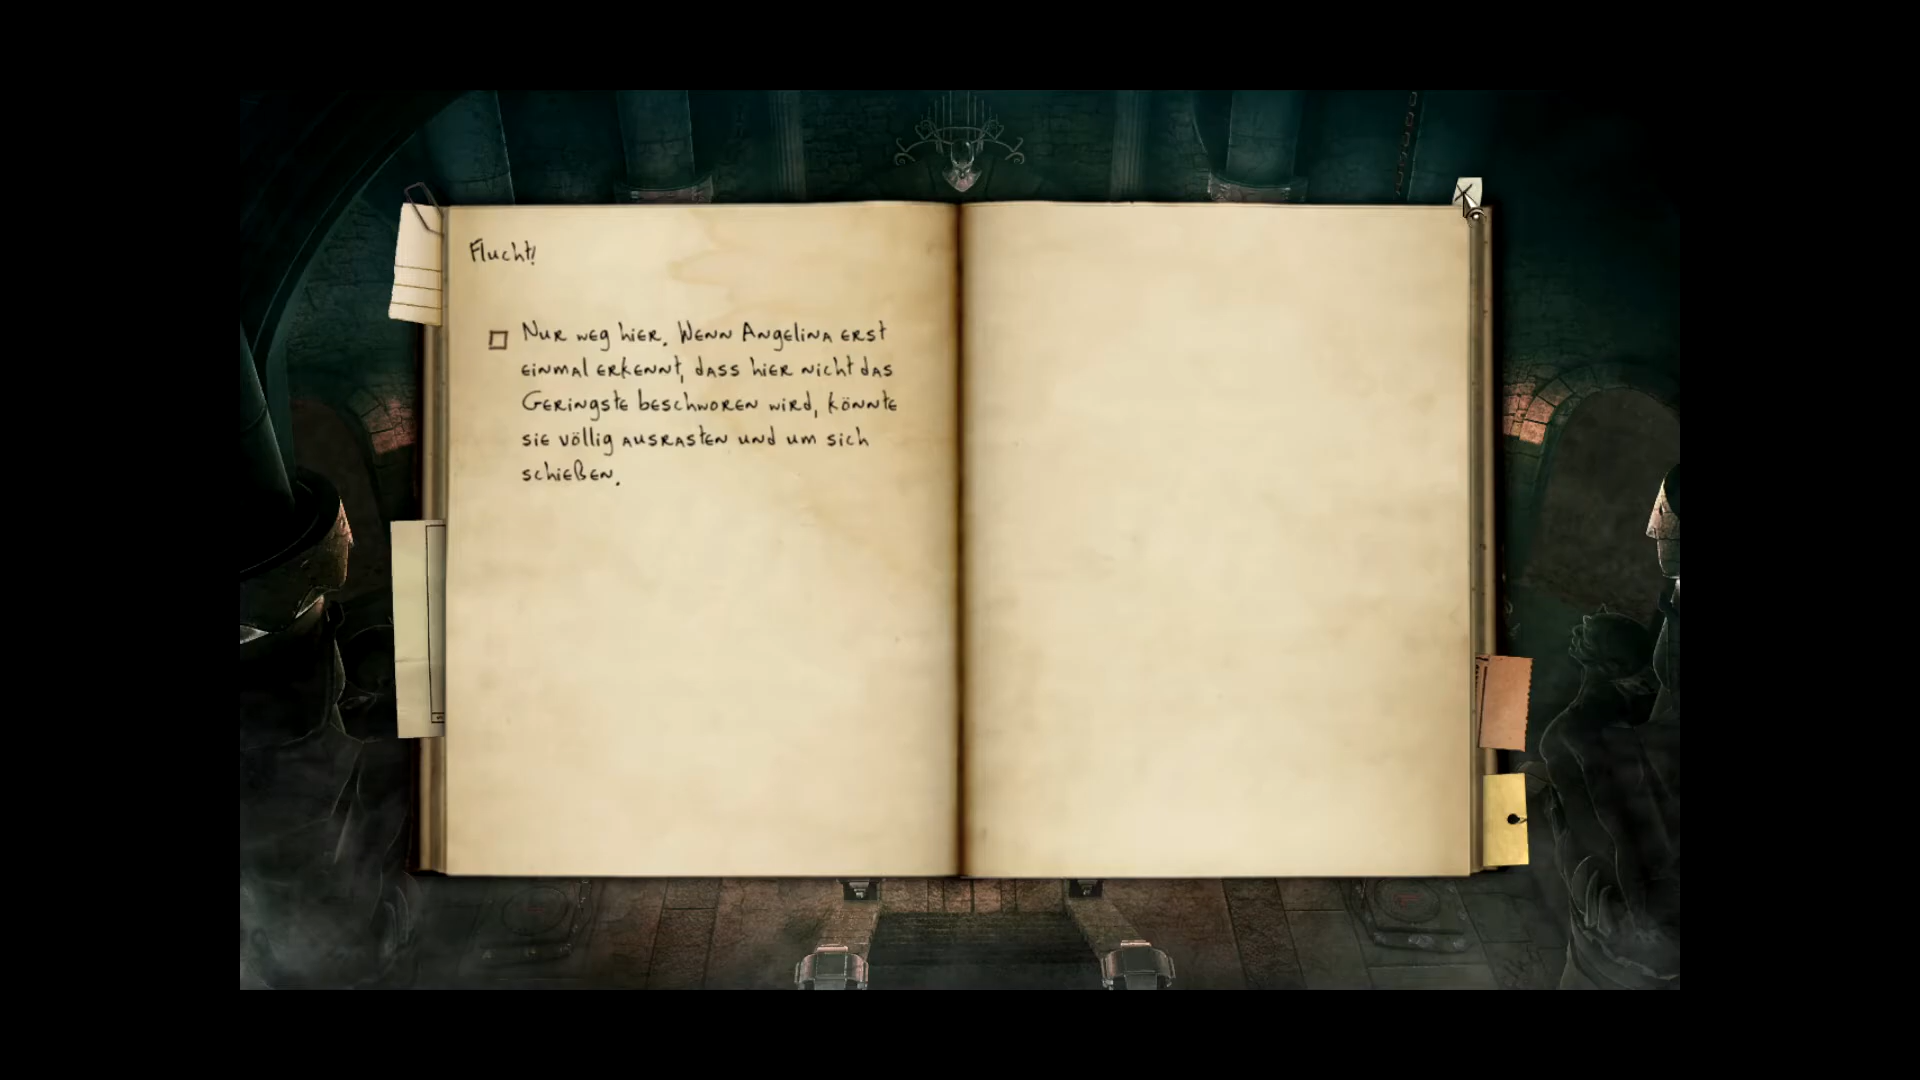 Flucht!
Nur weg hier. Wenn Angelina erst
einmal erkennt, dass hier nicht das
Geringste beschworen wird, könnte
sie völlig ausrasten und um sich
schießen.